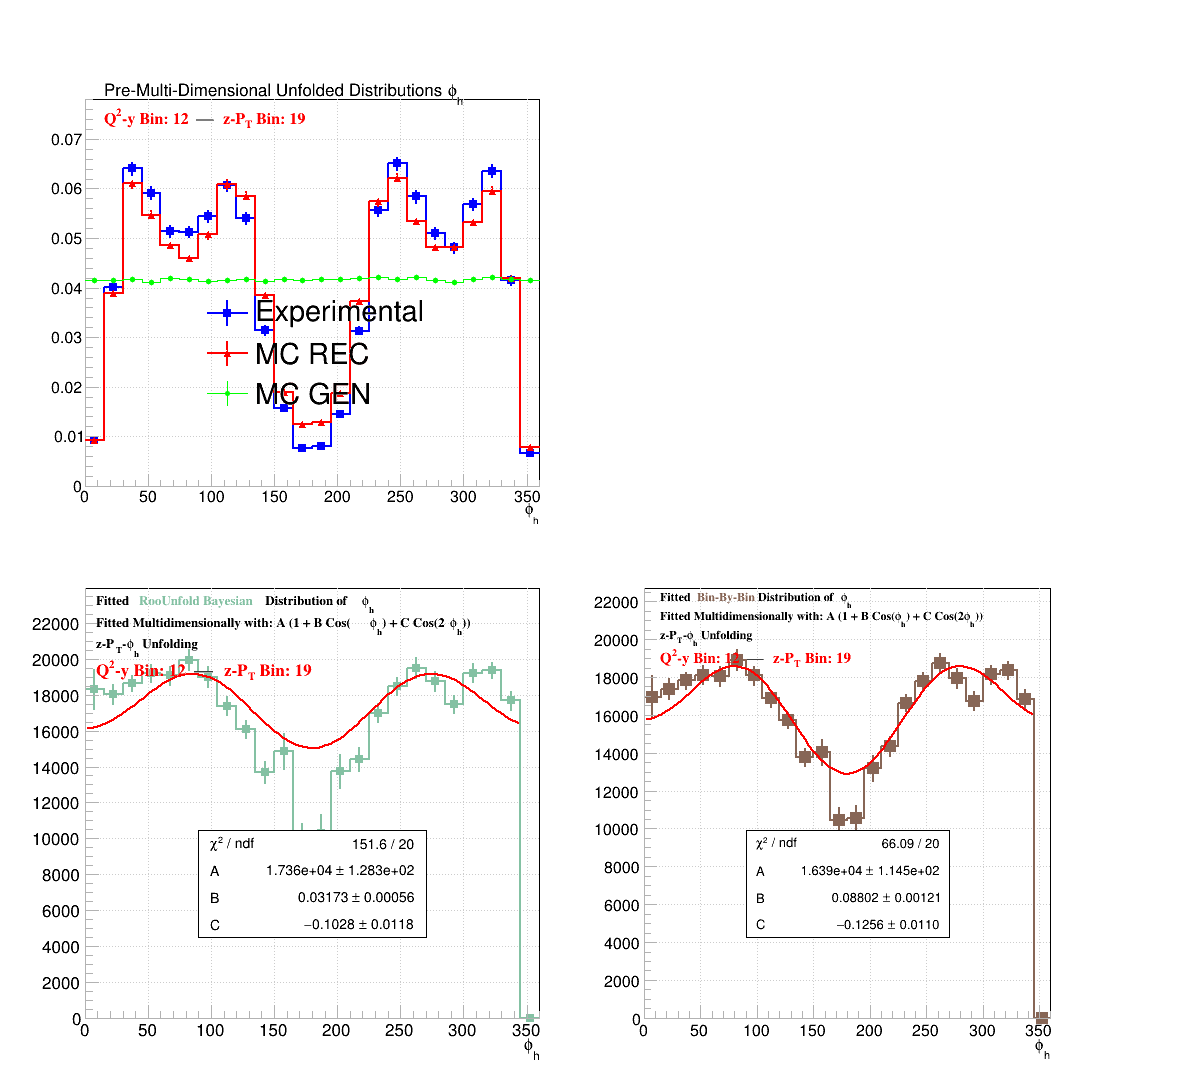 Pre-Multi-Dimensional Unfolded Distributions ϕh
Q2-y Bin: 12 — z-PT Bin: 19
0.07
0.06
0.05
0.04
0.03
0.02
0.01
0
Experimental
MC REC
MC GEN
0 50 100 150 200 250 300 350
ϕh
Fitted RooUnfold Bayesian Distribution of ϕh
Fitted Multidimensionally with: A (1 + B Cos( ϕh) + C Cos(2 ϕh))
z-PT-ϕh Unfolding
Q2-y Bin: 12 — z-PT Bin: 19
22000
20000
18000
16000
14000
12000
10000
8000
6000
4000
2000
0
χ2 / ndf 151.6 / 20
A 1.736e+04 ± 1.283e+02
B 0.03173 ± 0.00056
C −0.1028 ± 0.0118
0 50 100 150 200 250 300 350
ϕh
Fitted Bin-By-Bin Distribution of ϕh
Fitted Multidimensionally with: A (1 + B Cos(ϕh) + C Cos(2ϕh))
z-PT-ϕh Unfolding
Q2-y Bin: 12 — z-PT Bin: 19
22000
20000
18000
16000
14000
12000
10000
8000
6000
4000
2000
0
χ2 / ndf 66.09 / 20
A 1.639e+04 ± 1.145e+02
B 0.08802 ± 0.00121
C −0.1256 ± 0.0110
0 50 100 150 200 250 300 350
ϕh